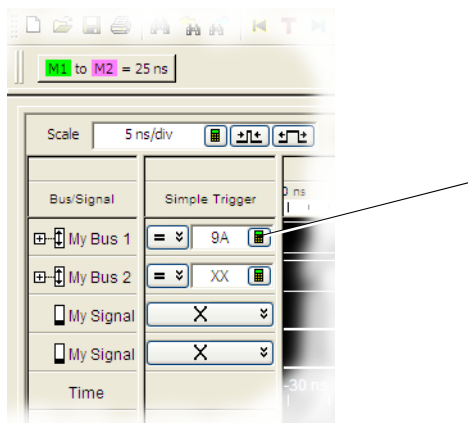 T
M1 to M2 = 25 ns
Scale 5 ns/div
Bus/Signal Simple Trigger 0 ns
My Bus 1 = 9A
My Bus 2 = XX
My Signal X
My Signal X
Time -30 ns